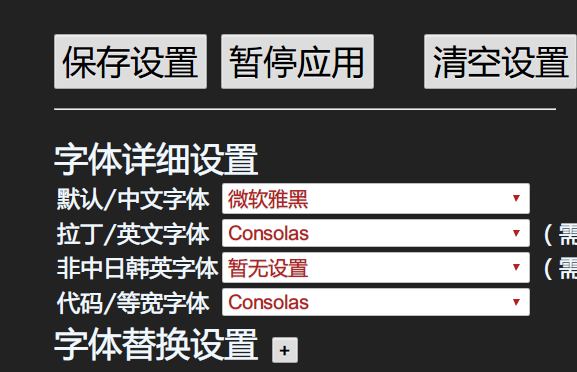 保存设置 暂停应用 清空设置
字体详细设置
默认/中文字体 微软雅黑
拉丁/英文字体 Consolas (需
非中日韩英字体 暂无设置 (需
代码/等宽字体 Consolas
字体替换设置 +